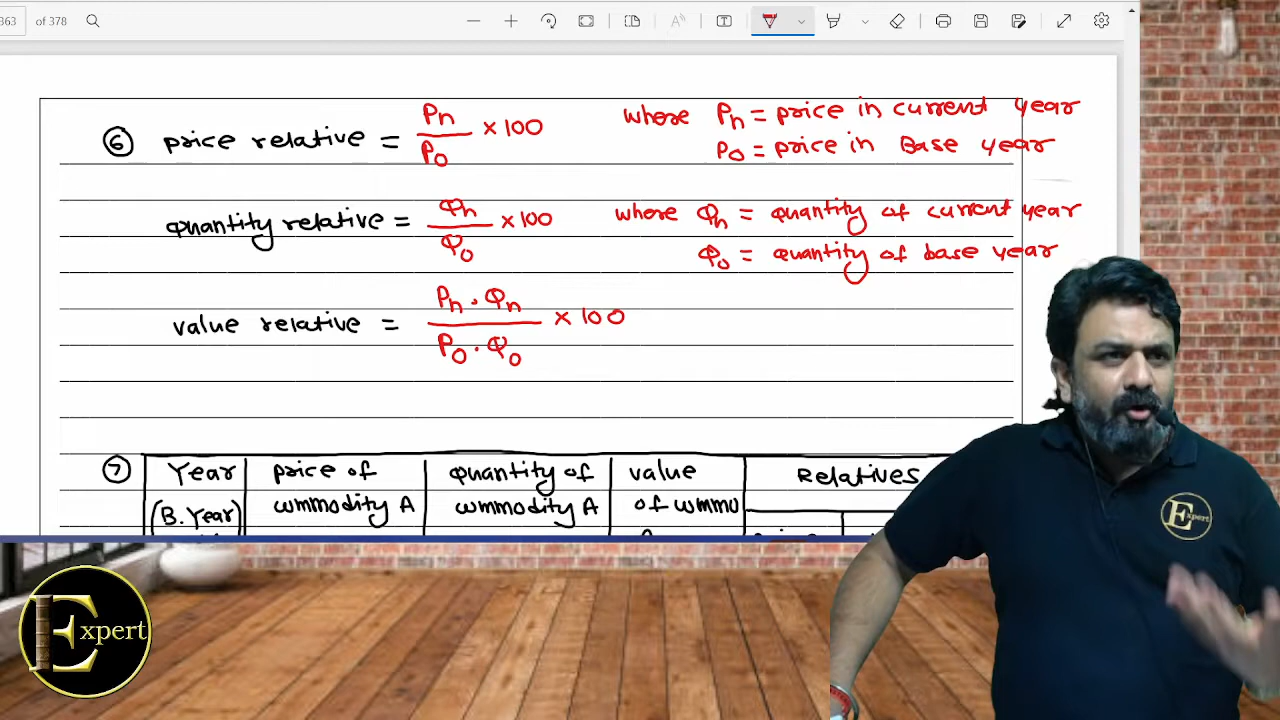 363 of 378
⑥ price relative = Pn / P0 × 100 where Pn = price in current year
P0 = price in Base year
quantity relative = Qn / Q0 × 100 where Qn = quantity of current year
Q0 = quantity of base year
value relative = Pn . Qn / P0 . Q0 × 100
⑦ Year price of quantity of value Relatives
(B. Year) commodity A commodity A of commo
Expert
Expert